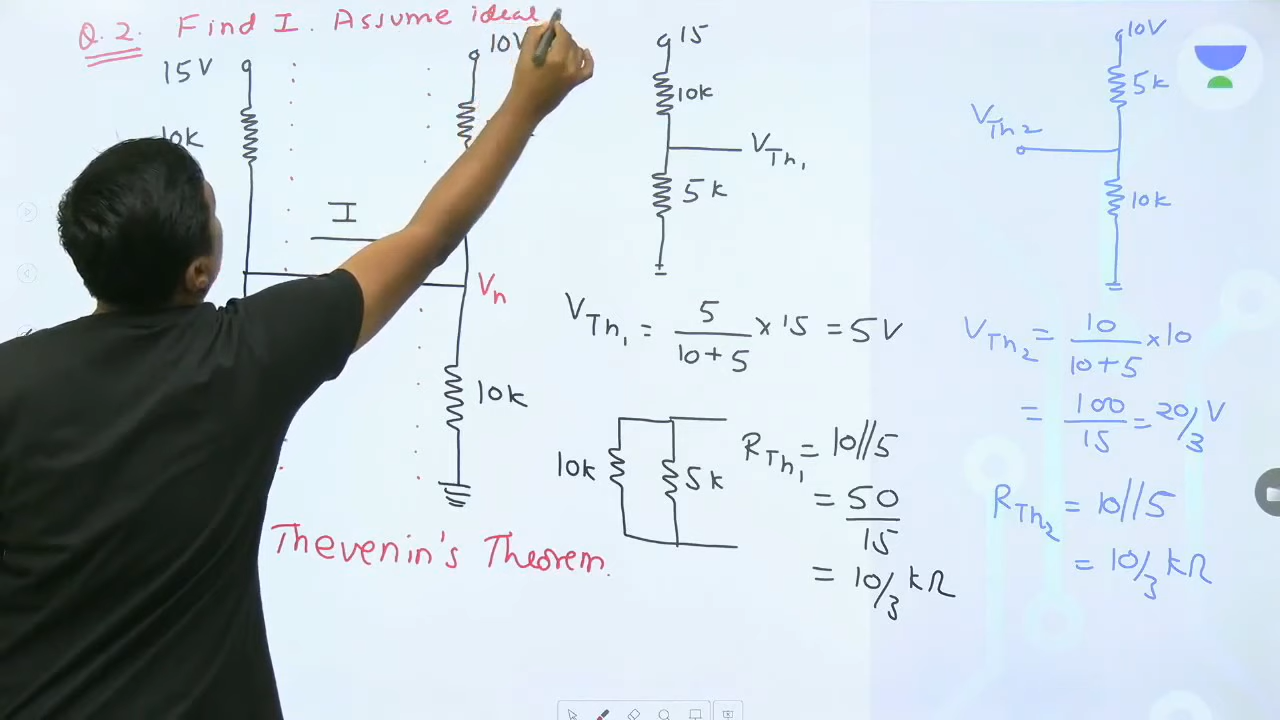 Q.2. Find I. Assume ideal
15V
10V
10k
I
Vn
10k
Thevenin's Theorem.
15
10k
VTh1
5k
VTh1 = 5/(10+5) × 15 = 5V
10k
5k
RTh1 = 10//5
= 50/15
= 10/3 kΩ
10V
5k
VTh2
10k
VTh2 = 10/(10+5) × 10
= 100/15 = 20/3 V
RTh2 = 10//5
= 10/3 kΩ